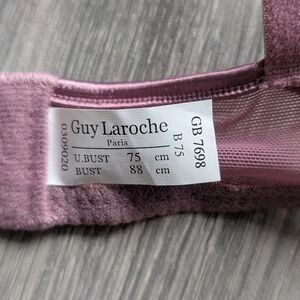 Guy Laroche
Paris
U.BUST 75 cm
BUST 88 cm
0309020
B 75
GB 7698